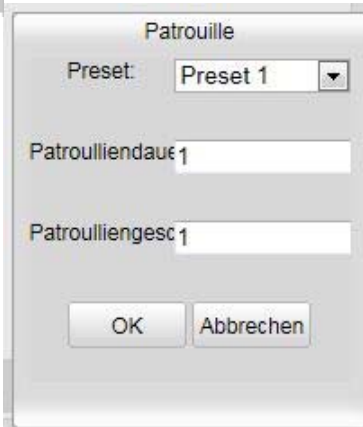 Patrouille
Preset: Preset 1
Patroulliendaue 1
Patroulliengesc 1
OK Abbrechen